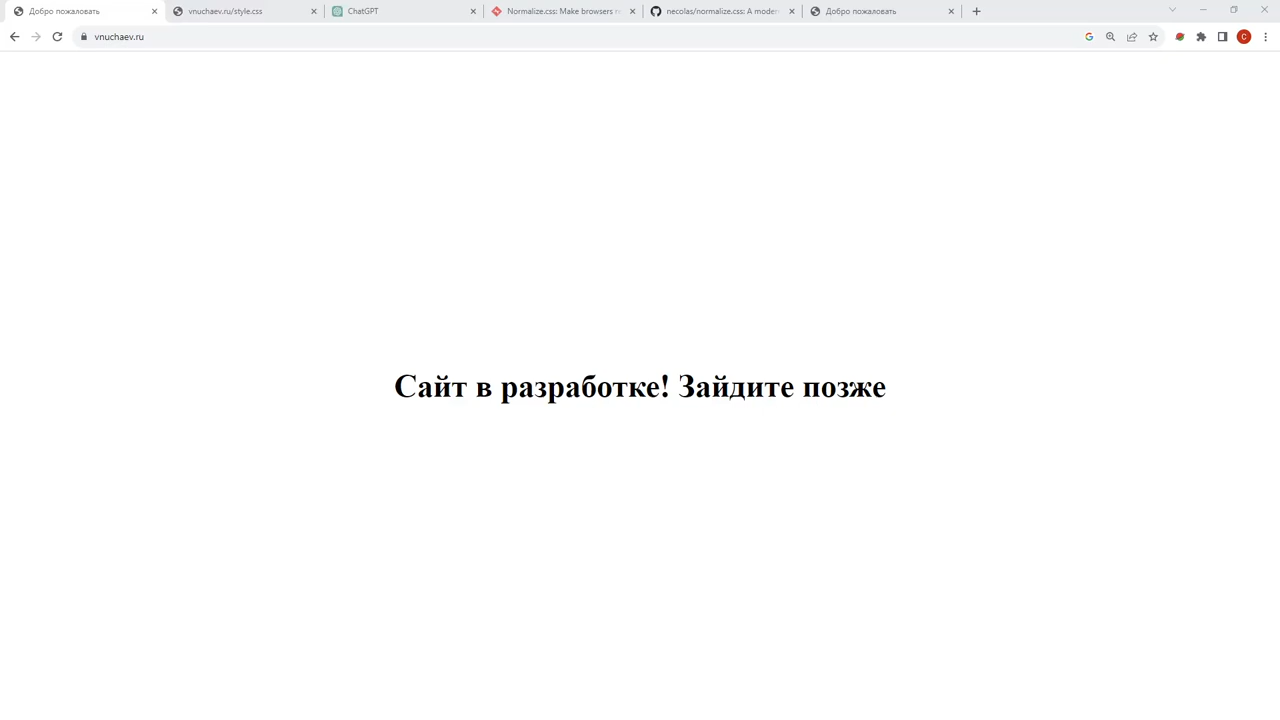 Добро пожаловать
vnuchaev.ru/style.css
ChatGPT
Normalize.css: Make browsers re
necolas/normalize.css: A moder
Добро пожаловать
vnuchaev.ru
G
C
Сайт в разработке! Зайдите позже